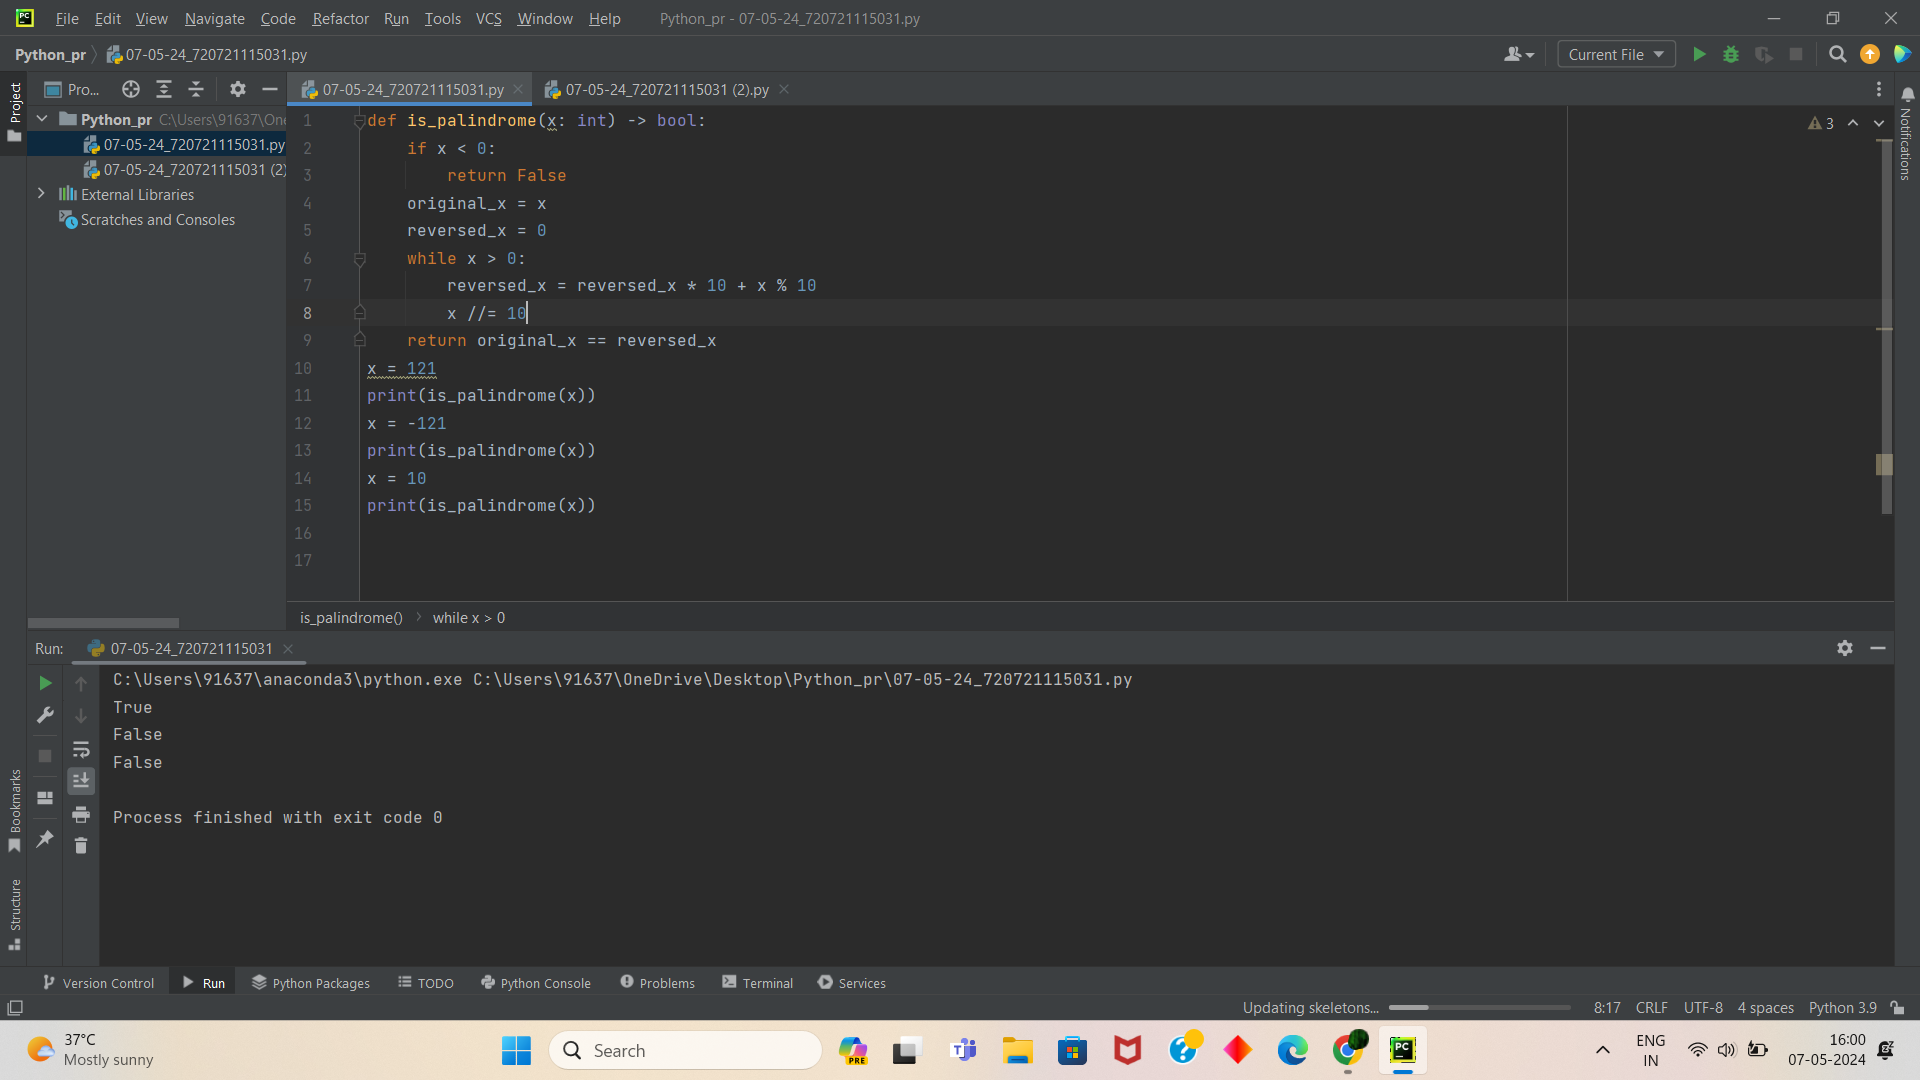 File Edit View Navigate Code Refactor Run Tools VCS Window Help Python_pr - 07-05-24_720721115031.py
Python_pr 07-05-24_720721115031.py Current File
Pro... 07-05-24_720721115031.py 07-05-24_720721115031 (2).py
Project
Python_pr C:\Users\91637\One
07-05-24_720721115031.py
07-05-24_720721115031 (2)
External Libraries
Scratches and Consoles
1 def is_palindrome(x: int) -> bool:
2 if x < 0:
3 return False
4 original_x = x
5 reversed_x = 0
6 while x > 0:
7 reversed_x = reversed_x * 10 + x % 10
8 x //= 10
9 return original_x == reversed_x
10 x = 121
11 print(is_palindrome(x))
12 x = -121
13 print(is_palindrome(x))
14 x = 10
15 print(is_palindrome(x))
16
17
3
Notifications
is_palindrome() while x > 0
Run: 07-05-24_720721115031
C:\Users\91637\anaconda3\python.exe C:\Users\91637\OneDrive\Desktop\Python_pr\07-05-24_720721115031.py
True
False
False
Process finished with exit code 0
Bookmarks
Structure
Version Control Run Python Packages TODO Python Console Problems Terminal Services
Updating skeletons... 8:17 CRLF UTF-8 4 spaces Python 3.9
37°C
Mostly sunny
Search
PRE
PC
ENG
IN
16:00
07-05-2024